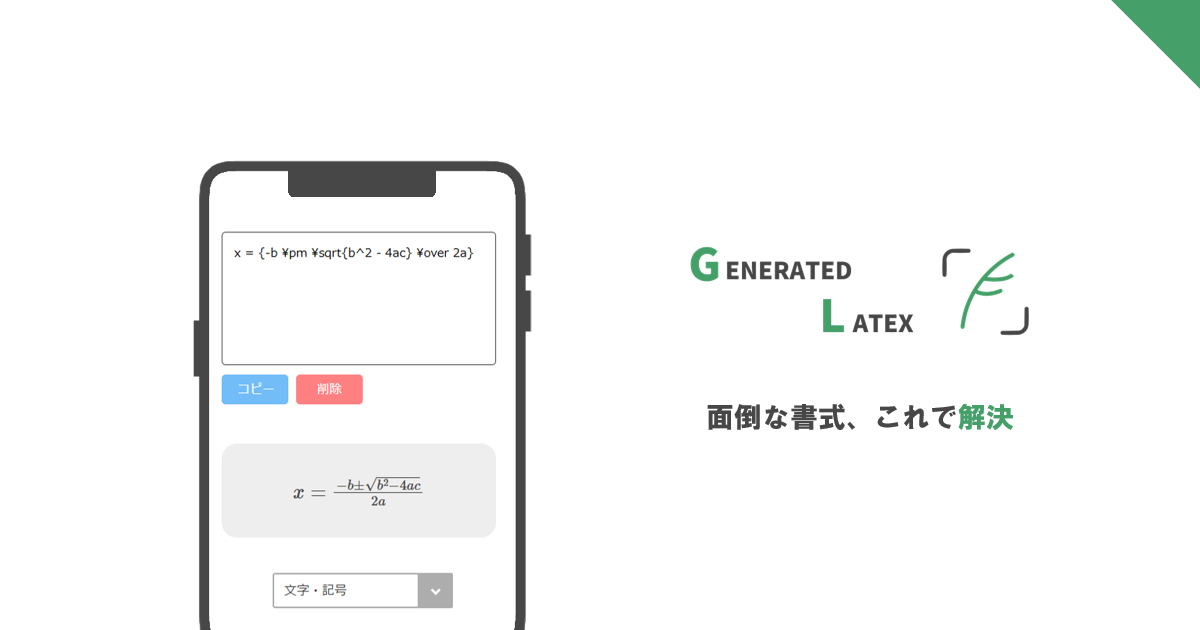 x = {-b ¥pm ¥sqrt{b^2 - 4ac} ¥over 2a}
コピー 削除
x = \frac{-b±\sqrt{b^2-4ac}}{2a}
文字・記号
GENERATED
LATEX
面倒な書式、これで解決